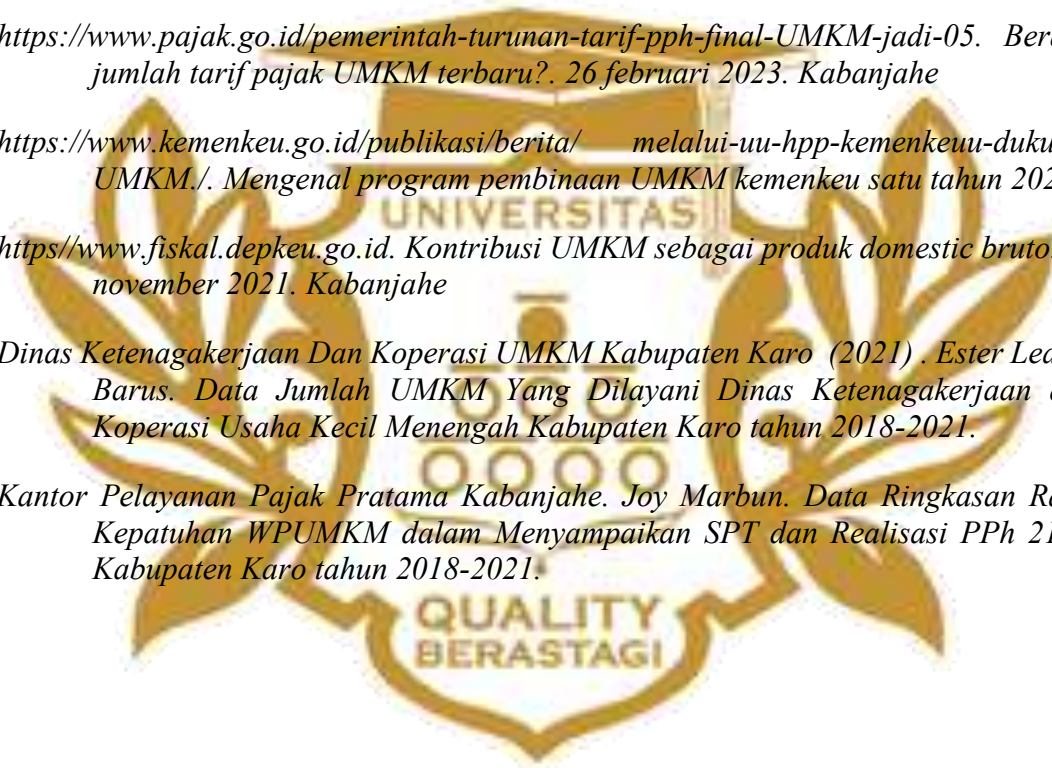 https://www.pajak.go.id/pemerintah-turunan-tarif-pph-final-UMKM-jadi-05.
jumlah tarif pajak UMKM terbaru?. 26 februari 2023. Kabanjahe
https://www.kemenkeu.go.id/publikasi/berita/ melalui-uu-hpp-kemenkeuu-duku
UMKM./. Mengenal program pembinaan UMKM kemenkeu satu tahun 202
UNIVERSITAS
https//www.fiskal.depkeu.go.id. Kontribusi UMKM sebagai produk domestic bruto.
november 2021. Kabanjahe
Dinas Ketenagakerjaan Dan Koperasi UMKM Kabupaten Karo (2021) . Ester
Barus. Data Jumlah UMKM Yang Dilayani Dinas Ketenagakerjaan
Koperasi Usaha Kecil Menengah Kabupaten Karo tahun 2018-2021.
Kantor Pelayanan Pajak Pratama Kabanjahe. Joy Marbun. Data Ringkasan
Kepatuhan WPUMKM dalam Menyampaikan SPT dan Realisasi PPh 21
Kabupaten Karo tahun 2018-2021.
QUALITY
BERASTAGI